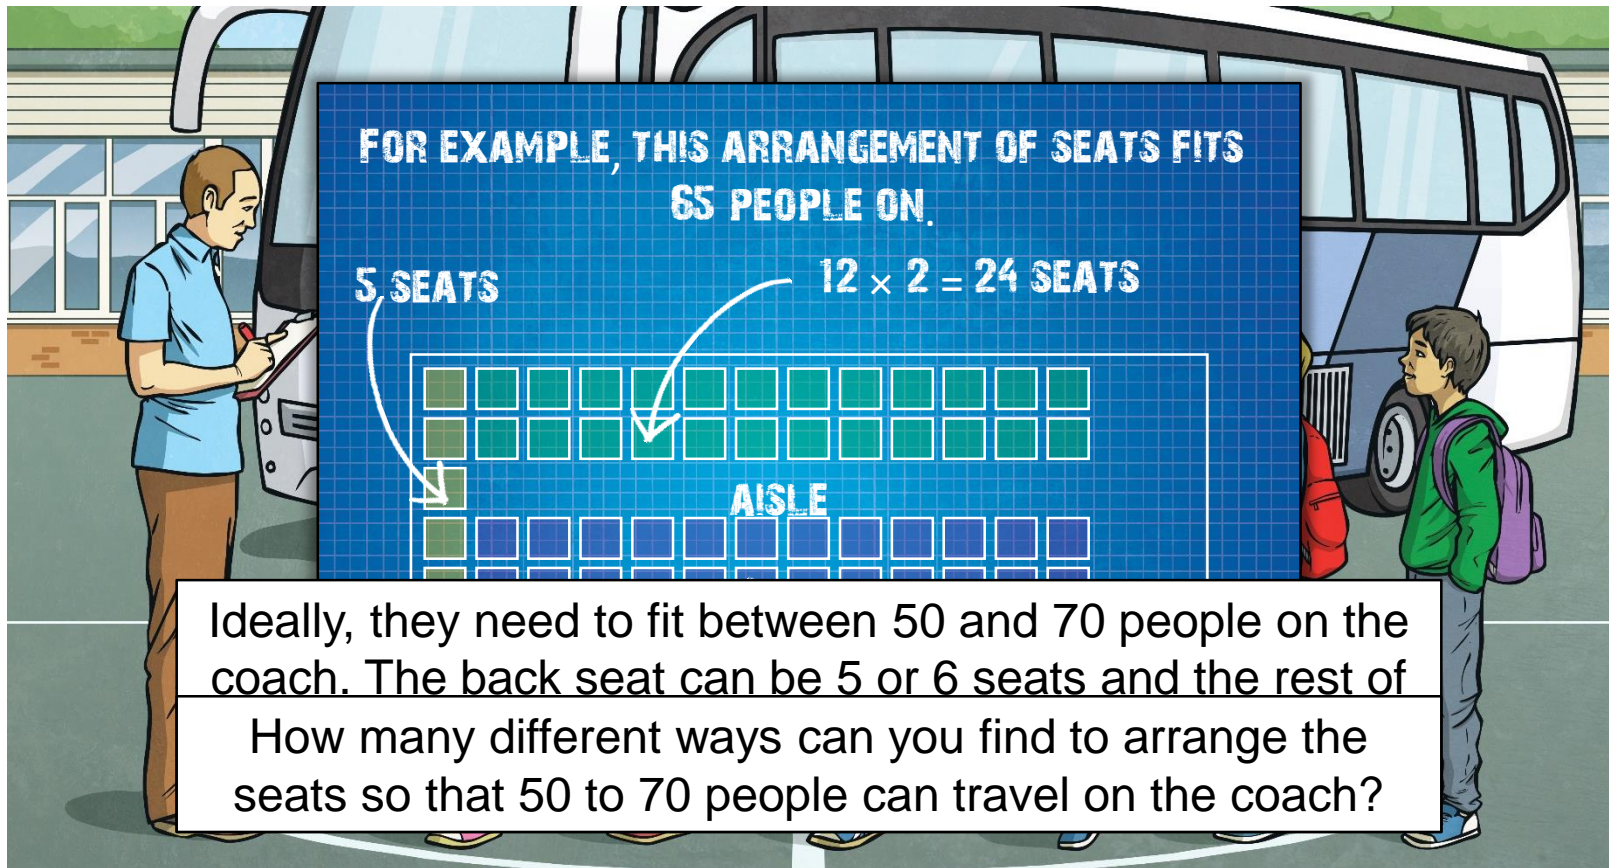 FOR EXAMPLE, THIS ARRANGEMENT OF SEATS FITS
65 PEOPLE ON.
5 SEATS
12 × 2 = 24 SEATS
AISLE
Ideally, they need to fit between 50 and 70 people on the
coach. The back seat can be 5 or 6 seats and the rest of
How many different ways can you find to arrange the
seats so that 50 to 70 people can travel on the coach?